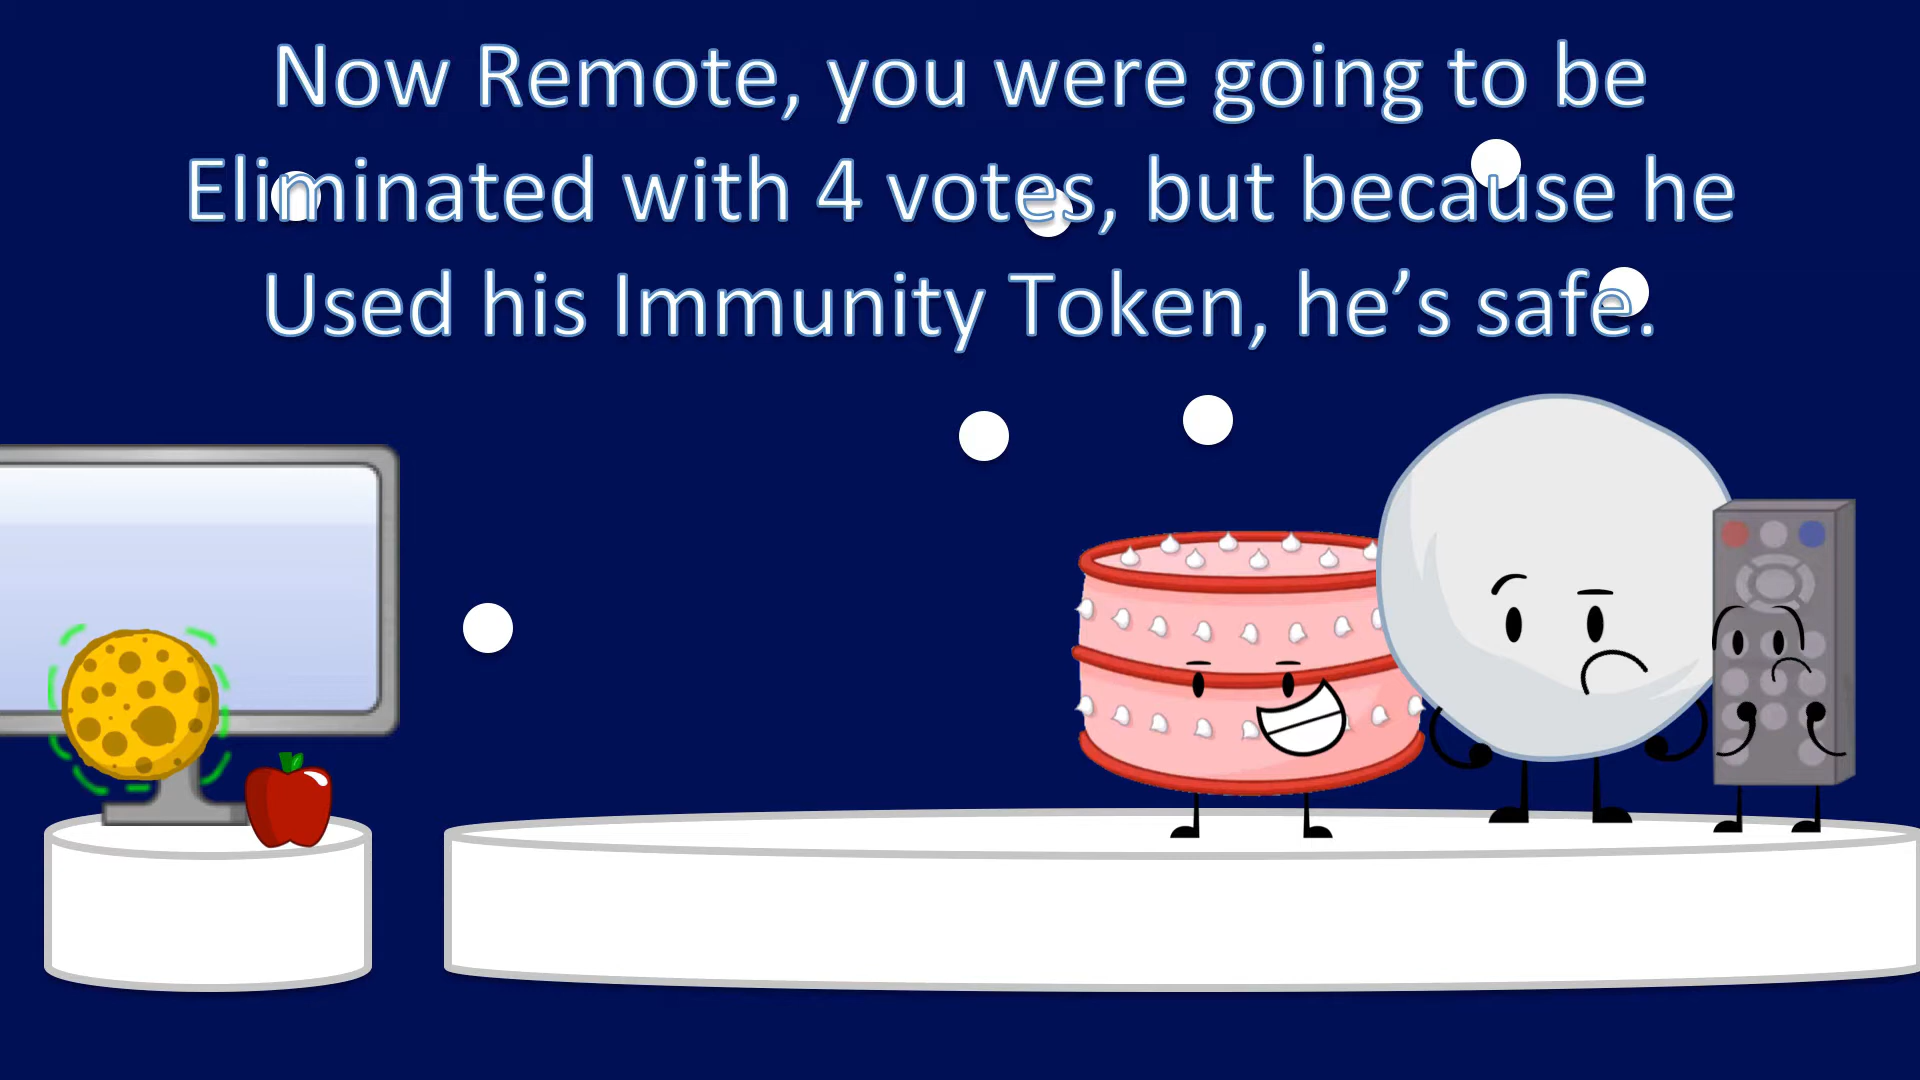 Now Remote, you were going to be
Eliminated with 4 votes, but because he
Used his Immunity Token, he’s safe.